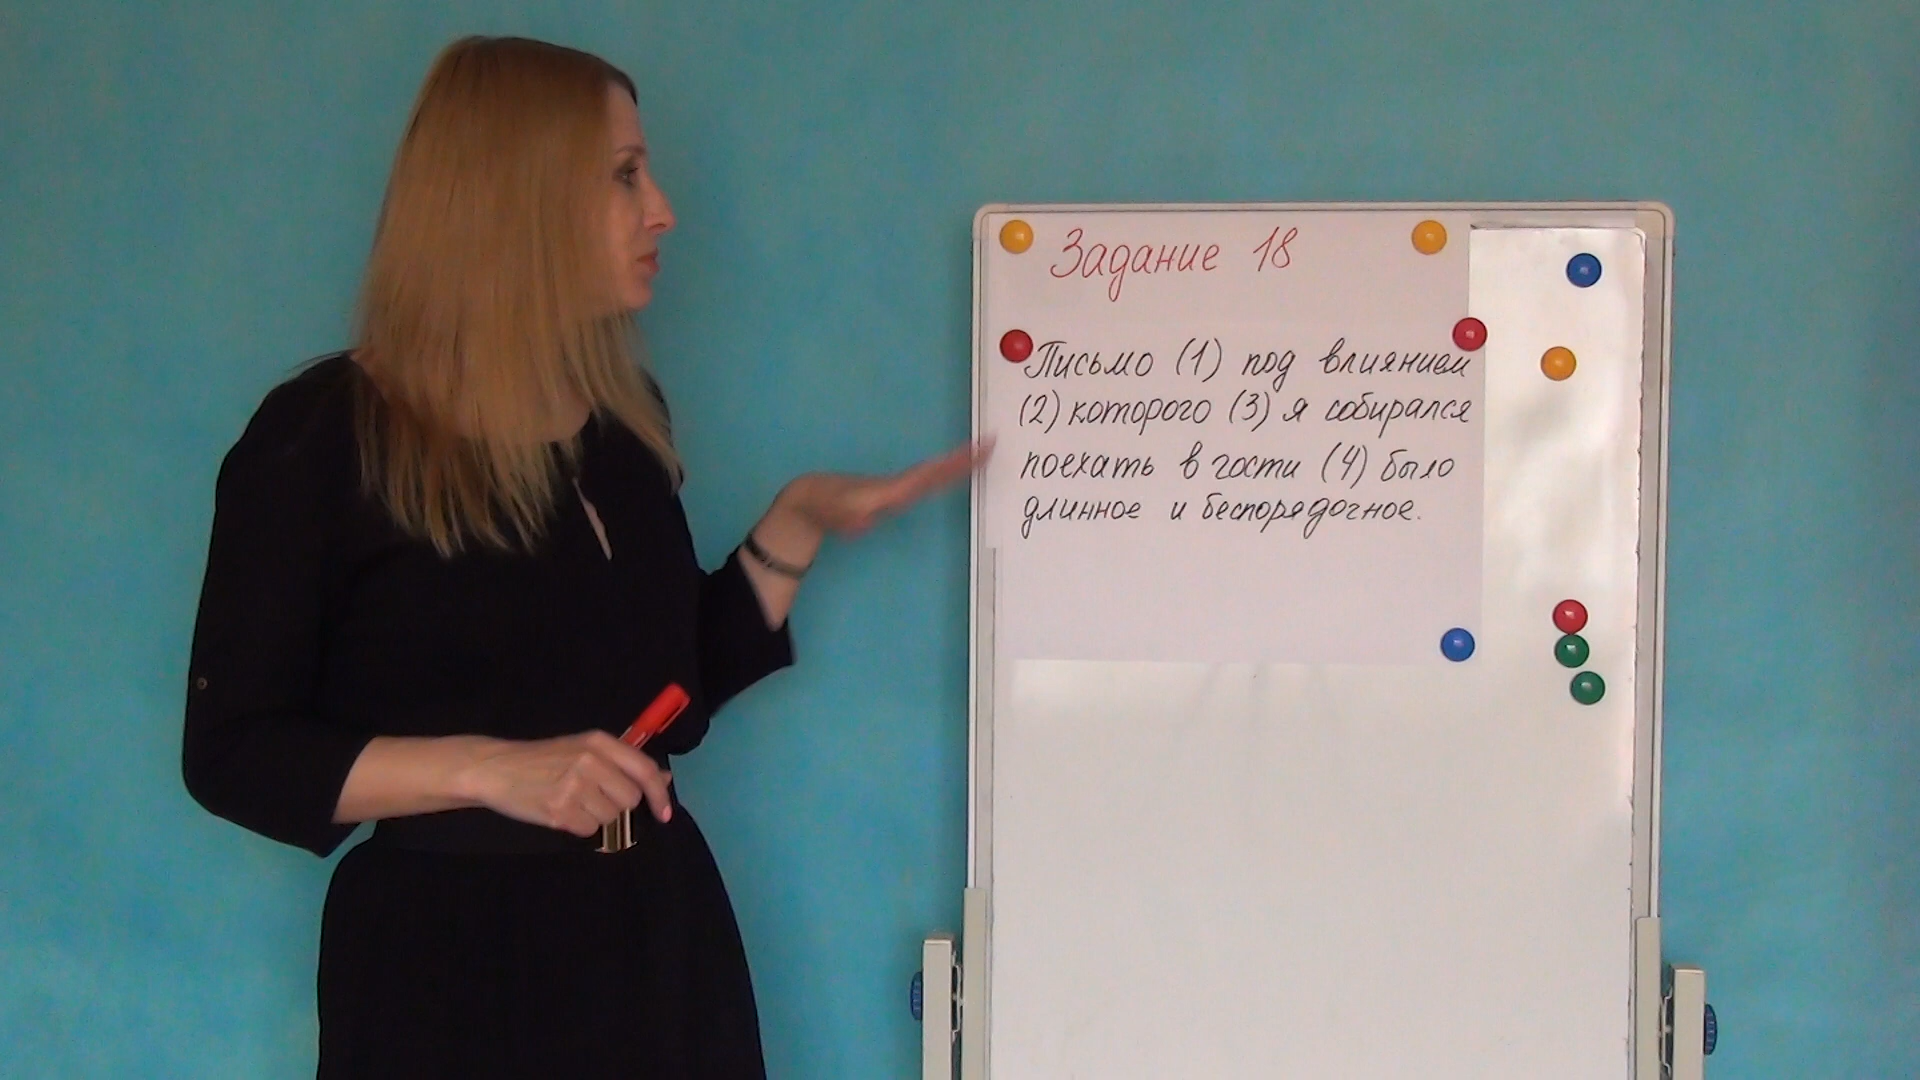 Задание 18
Письмо (1) под влиянием
(2) которого (3) я собирался
поехать в гости (4) было
длинное и беспорядочное.